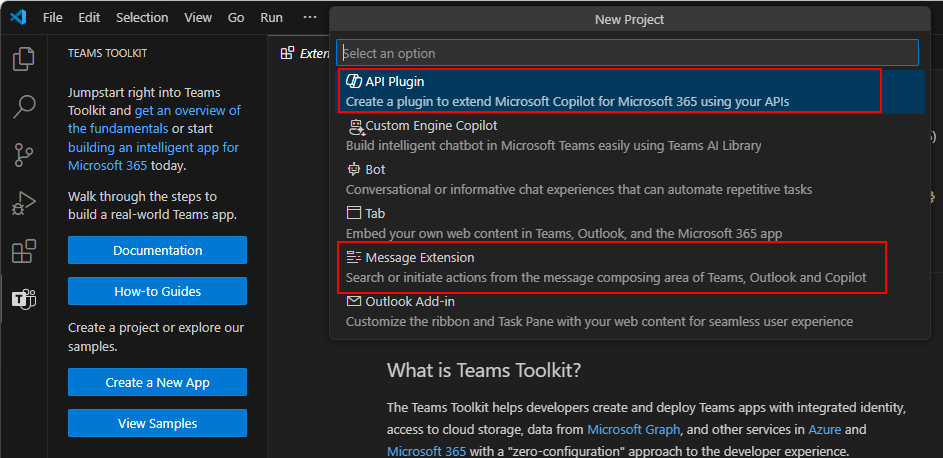 File Edit Selection View Go Run ···
New Project
TEAMS TOOLKIT
Select an option
Exten
API Plugin
Create a plugin to extend Microsoft Copilot for Microsoft 365 using your APIs
Custom Engine Copilot
Build intelligent chatbot in Microsoft Teams easily using Teams AI Library
Bot
Conversational or informative chat experiences that can automate repetitive tasks
Tab
Embed your own web content in Teams, Outlook, and the Microsoft 365 app
Message Extension
Search or initiate actions from the message composing area of Teams, Outlook and Copilot
Outlook Add-in
Customize the ribbon and Task Pane with your web content for seamless user experience
Jumpstart right into Teams
Toolkit and get an overview of
the fundamentals or start
building an intelligent app for
Microsoft 365 today.
Walk through the steps to
build a real-world Teams app.
Documentation
How-to Guides
Create a project or explore our
samples.
Create a New App
View Samples
What is Teams Toolkit?
The Teams Toolkit helps developers create and deploy Teams apps with integrated identity,
access to cloud storage, data from Microsoft Graph, and other services in Azure and
Microsoft 365 with a "zero-configuration" approach to the developer experience.